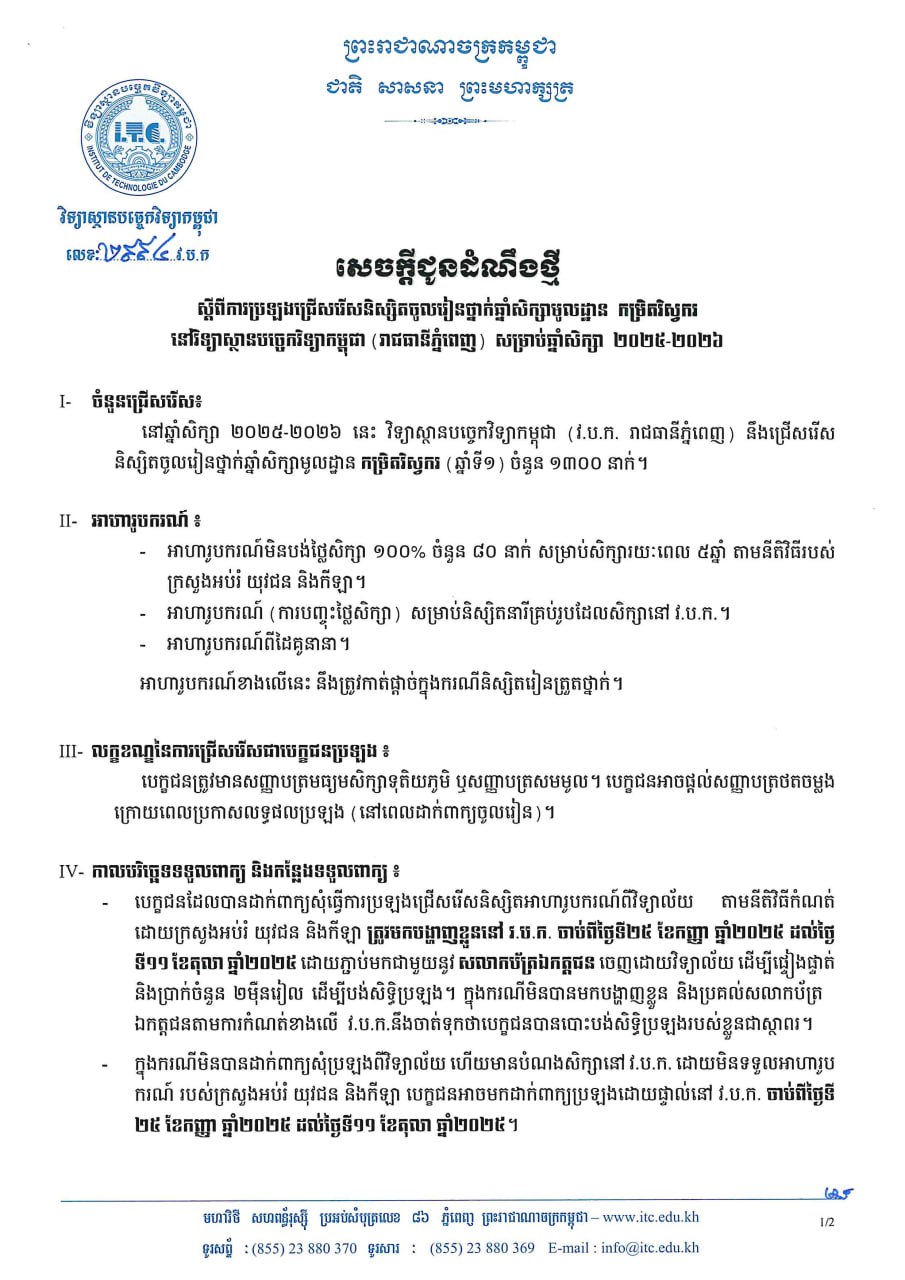 ព្រះរាជាណាចក្រកម្ពុជា
ជាតិ សាសនា ព្រះមហាក្សត្រ
វិទ្យាស្ថានបច្ចេកវិទ្យាកម្ពុជា
I.T.C.
INSTITUT DE TECHNOLOGIE DU CAMBODGE
វិទ្យាស្ថានបច្ចេកវិទ្យាកម្ពុជា
លេខ:២៩៩៤ វ.ប.ក
សេចក្តីជូនដំណឹងថ្មី
ស្តីពីការប្រឡងជ្រើសរើសនិស្សិតចូលរៀនថ្នាក់ឆ្នាំសិក្សាមូលដ្ឋាន កម្រិតវិស្វករ
នៅវិទ្យាស្ថានបច្ចេកវិទ្យាកម្ពុជា (រាជធានីភ្នំពេញ) សម្រាប់ឆ្នាំសិក្សា ២០២៥-២០២៦
I- ចំនួនជ្រើសរើស៖
នៅឆ្នាំសិក្សា ២០២៥-២០២៦ នេះ វិទ្យាស្ថានបច្ចេកវិទ្យាកម្ពុជា (វ.ប.ក. រាជធានីភ្នំពេញ) នឹងជ្រើសរើស
និស្សិតចូលរៀនថ្នាក់ឆ្នាំសិក្សាមូលដ្ឋាន កម្រិតវិស្វករ (ឆ្នាំទី១) ចំនួន ១៣០០ នាក់។
II- អាហារូបករណ៍ ៖
- អាហារូបករណ៍មិនបង់ថ្លៃសិក្សា ១០០% ចំនួន ៨០ នាក់ សម្រាប់សិក្សារយៈពេល ៥ឆ្នាំ តាមនីតិវិធីរបស់
ក្រសួងអប់រំ យុវជន និងកីឡា។
- អាហារូបករណ៍ (ការបញ្ចុះថ្លៃសិក្សា) សម្រាប់និស្សិតនារីគ្រប់រូបដែលសិក្សានៅ វ.ប.ក.។
- អាហារូបករណ៍ពីដៃគូនានា។
អាហារូបករណ៍ខាងលើនេះ នឹងត្រូវកាត់ផ្តាច់ក្នុងករណីនិស្សិតរៀនត្រួតថ្នាក់។
III- លក្ខខណ្ឌនៃការជ្រើសរើសជាបេក្ខជនប្រឡង ៖
បេក្ខជនត្រូវមានសញ្ញាបត្រមធ្យមសិក្សាទុតិយភូមិ ឬសញ្ញាបត្រសមមូល។ បេក្ខជនអាចផ្តល់សញ្ញាបត្រថតចម្លង
ក្រោយពេលប្រកាសលទ្ធផលប្រឡង (នៅពេលដាក់ពាក្យចូលរៀន)។
IV- កាលបរិច្ឆេទទទួលពាក្យ និងកន្លែងទទួលពាក្យ ៖
- បេក្ខជនដែលបានដាក់ពាក្យសុំធ្វើការប្រឡងជ្រើសរើសនិស្សិតអាហារូបករណ៍ពីវិទ្យាល័យ តាមនីតិវិធីកំណត់
ដោយក្រសួងអប់រំ យុវជន និងកីឡា ត្រូវមកបង្ហាញខ្លួននៅ វ.ប.ក. ចាប់ពីថ្ងៃទី២៥ ខែកញ្ញា ឆ្នាំ២០២៥ ដល់ថ្ងៃ
ទី១១ ខែតុលា ឆ្នាំ២០២៥ ដោយភ្ជាប់មកជាមួយនូវ សលាកប័ត្រឯកត្តជន ចេញដោយវិទ្យាល័យ ដើម្បីផ្ទៀងផ្ទាត់
និងប្រាក់ចំនួន ២ម៉ឺនរៀល ដើម្បីបង់សិទ្ធិប្រឡង។ ក្នុងករណីមិនបានមកបង្ហាញខ្លួន និងប្រគល់សលាកប័ត្រ
ឯកត្តជនតាមការកំណត់ខាងលើ វ.ប.ក.នឹងចាត់ទុកថាបេក្ខជនបានបោះបង់សិទ្ធិប្រឡងរបស់ខ្លួនជាស្ថាពរ។
- ក្នុងករណីមិនបានដាក់ពាក្យសុំប្រឡងពីវិទ្យាល័យ ហើយមានបំណងសិក្សានៅ វ.ប.ក. ដោយមិនទទួលអាហារូប
ករណ៍ របស់ក្រសួងអប់រំ យុវជន និងកីឡា បេក្ខជនអាចមកដាក់ពាក្យប្រឡងដោយផ្ទាល់នៅ វ.ប.ក. ចាប់ពីថ្ងៃទី
២៥ ខែកញ្ញា ឆ្នាំ២០២៥ ដល់ថ្ងៃទី១១ ខែតុលា ឆ្នាំ២០២៥។
មហាវិថី សហពន្ធ័រុស្ស៊ី ប្រអប់សំបុត្រលេខ ៨៦ ភ្នំពេញ ព្រះរាជាណាចក្រកម្ពុជា – www.itc.edu.kh
1/2
ទូរសព្ទ័ : (855) 23 880 370 ទូរសារ : (855) 23 880 369 E-mail : info@itc.edu.kh